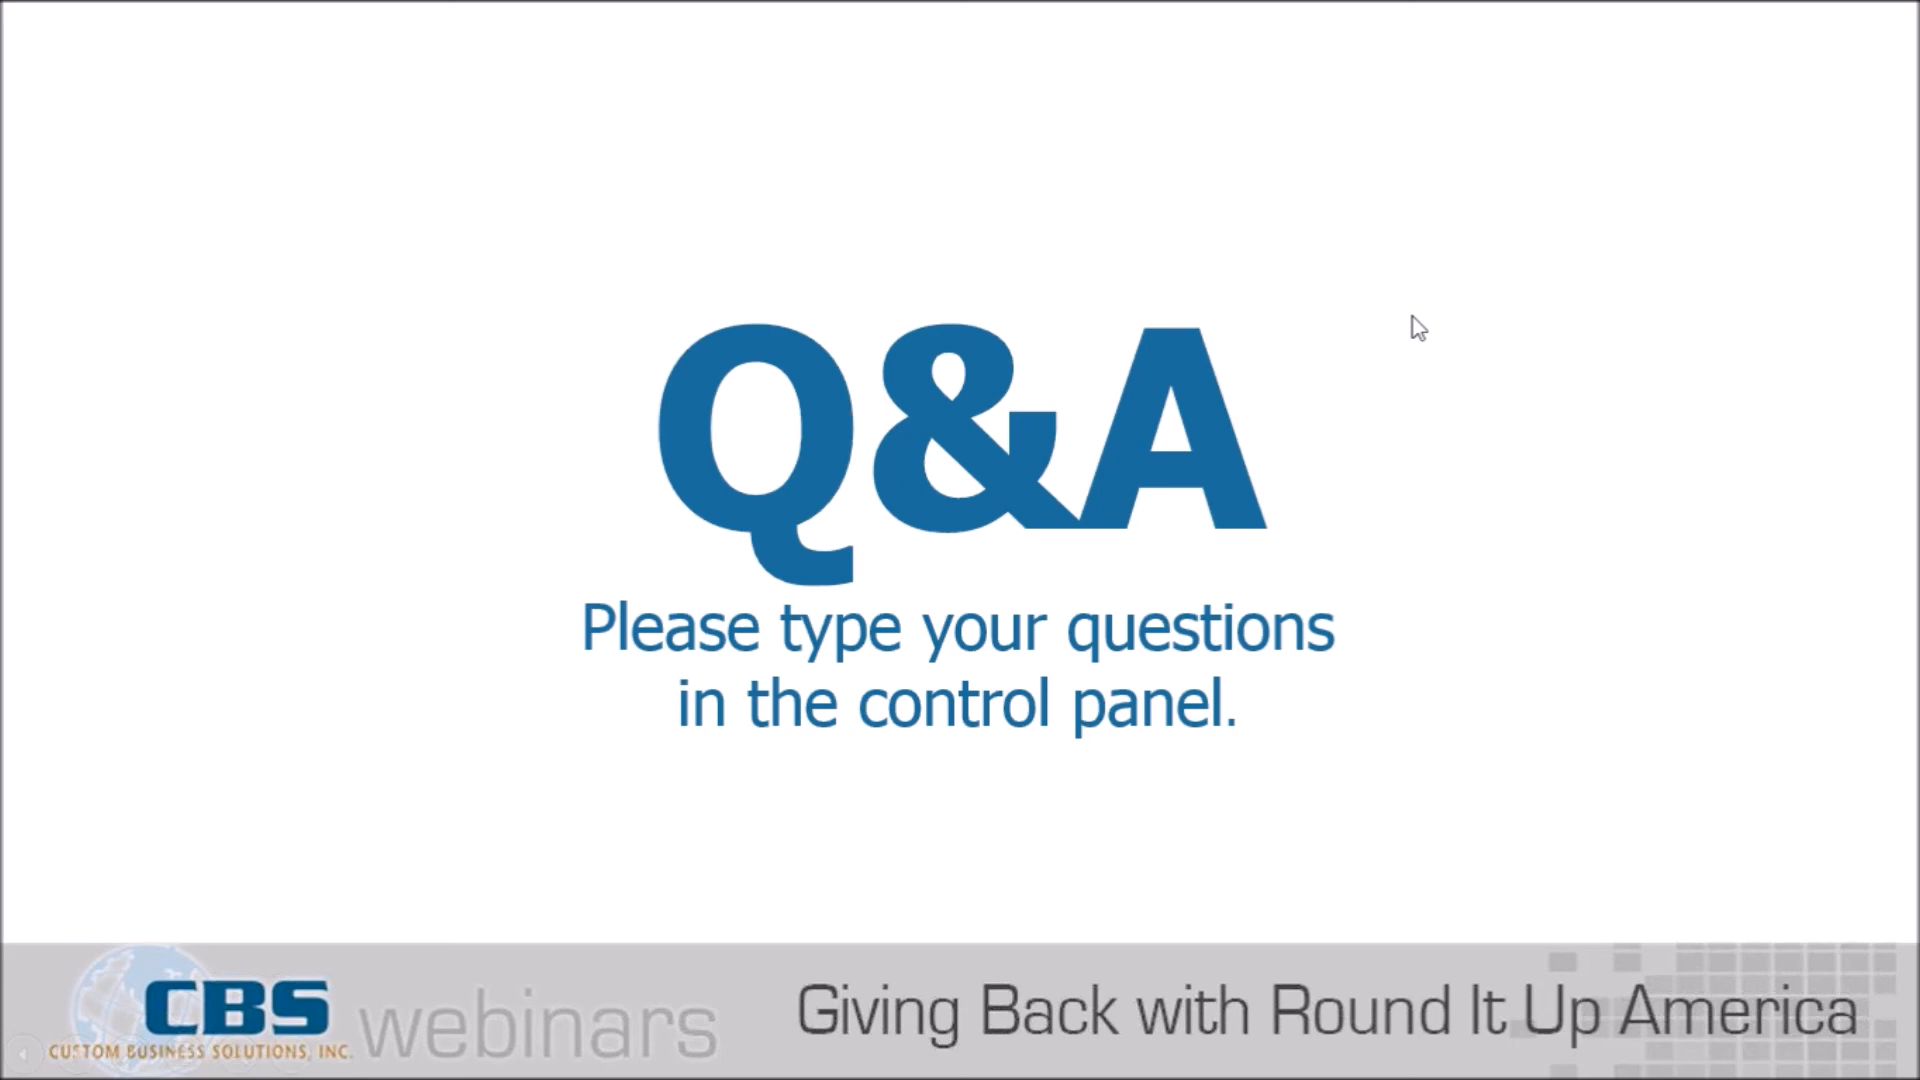 Q&A
Please type your questions
in the control panel.
CBS
CUSTOM BUSINESS SOLUTIONS, INC.
webinars
Giving Back with Round It Up America